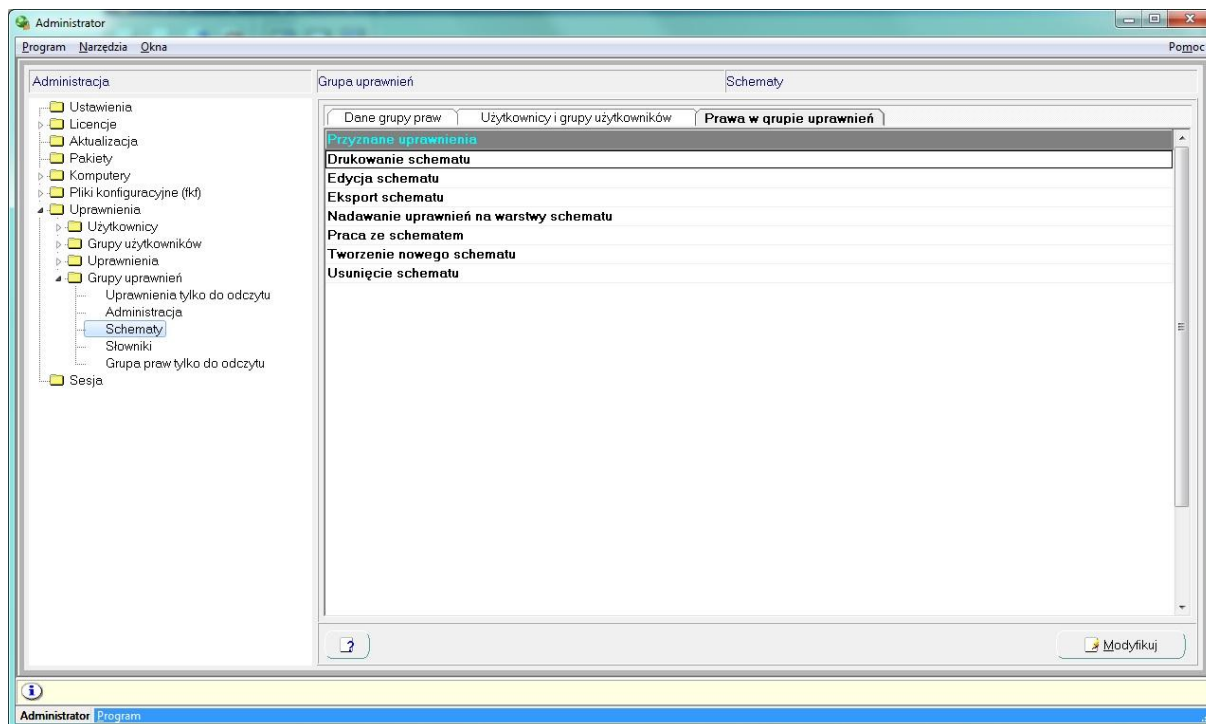 Administrator
Program Narzędzia Okna Pomoc
Administracja
Grupa uprawnień
Schematy
Ustawienia
Licencje
Aktualizacja
Pakiety
Komputery
Pliki konfiguracyjne (fkf)
Uprawnienia
Użytkownicy
Grupy użytkowników
Uprawnienia
Grupy uprawnień
Uprawnienia tylko do odczytu
Administracja
Schematy
Słowniki
Grupa praw tylko do odczytu
Sesja
Dane grupy praw
Użytkownicy i grupy użytkowników
Prawa w grupie uprawnień
Przyznane uprawnienia
Drukowanie schematu
Edycja schematu
Eksport schematu
Nadawanie uprawnień na warstwy schematu
Praca ze schematem
Tworzenie nowego schematu
Usunięcie schematu
Modyfikuj
Administrator Program